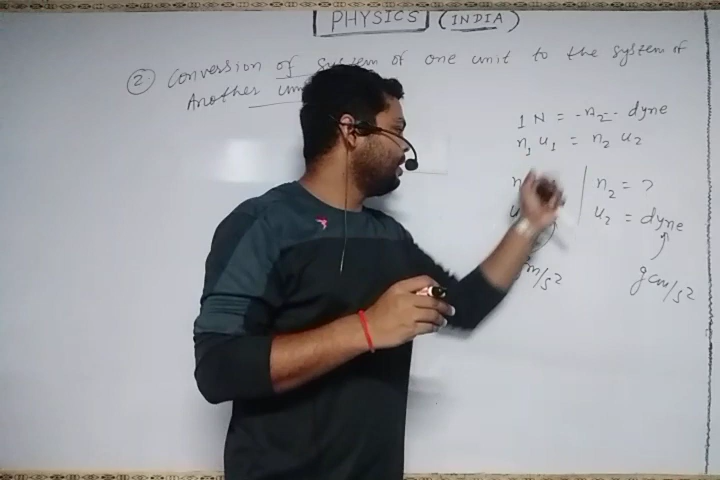 PHYSICS (INDIA)
② Conversion of system of one unit to the system of
Another
1 N = -n₂-- dyne
n₁ u₁ = n₂ u₂
n₂ = ?
u₂ = dyne
m/s²
gcm/s²